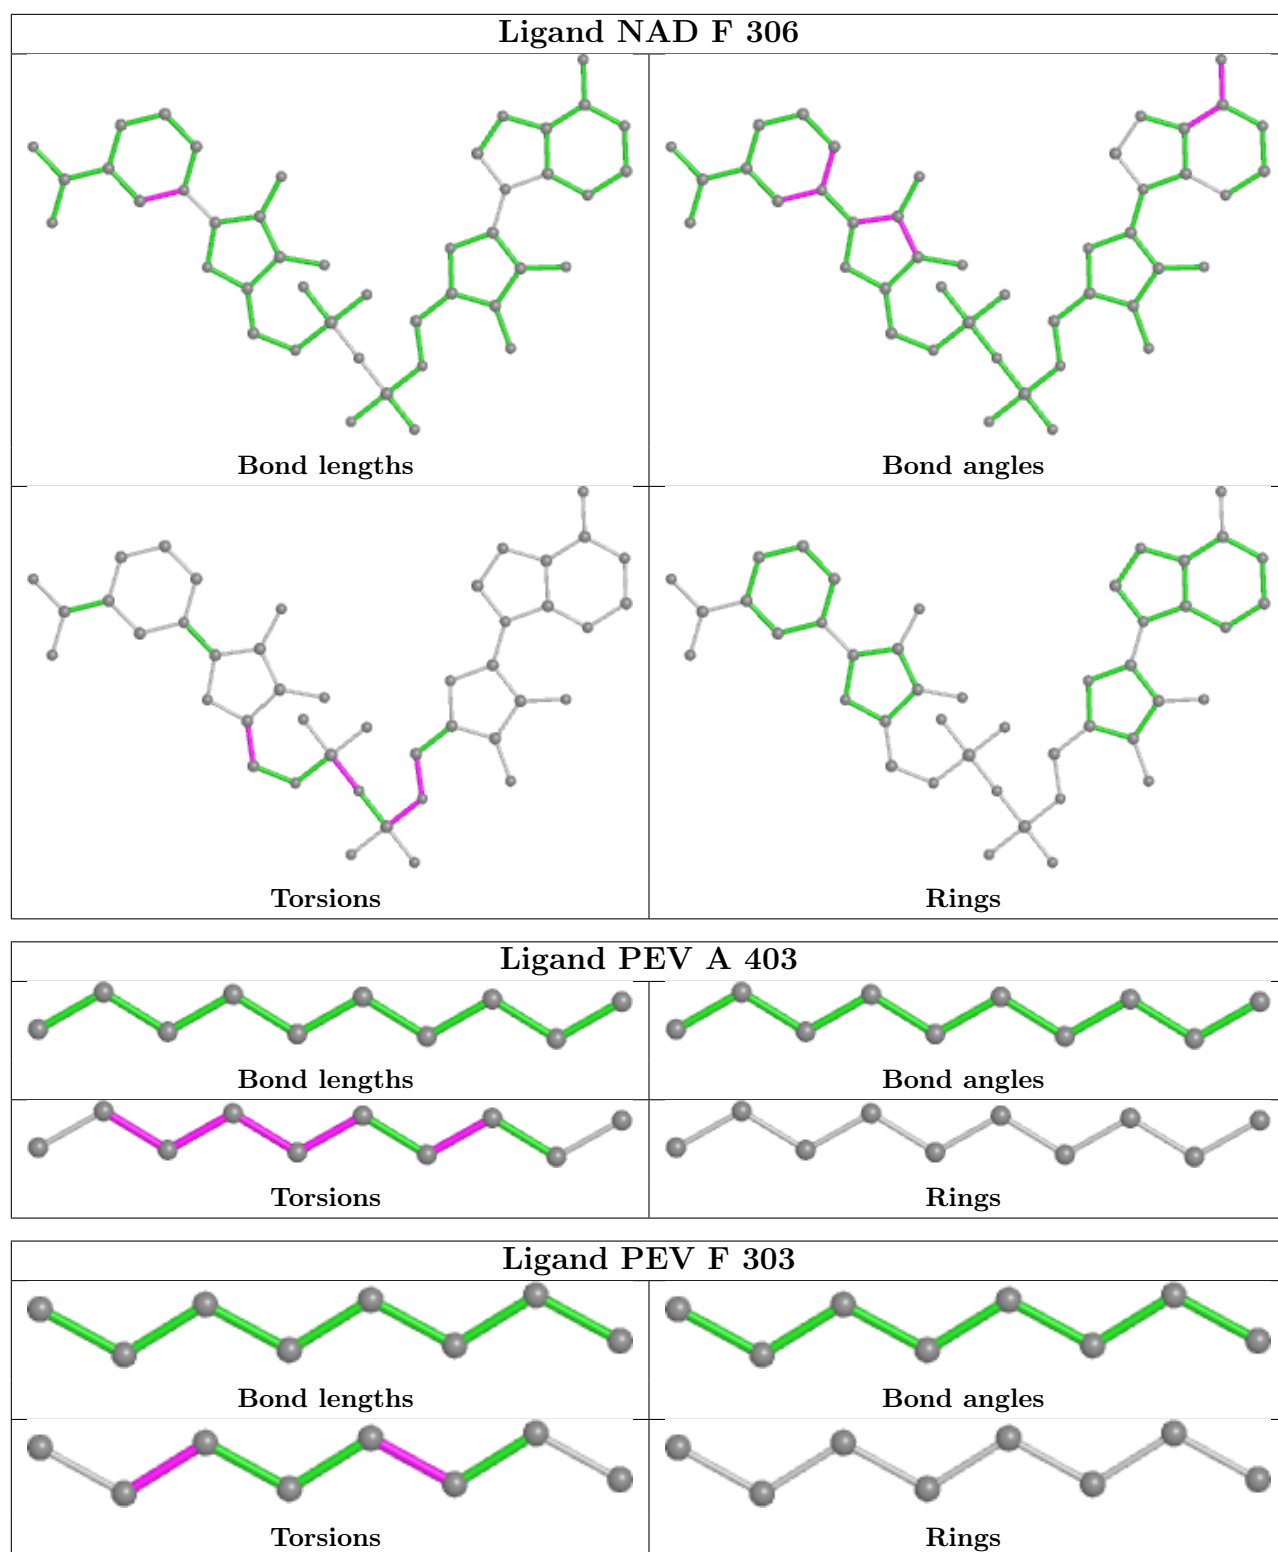 Ligand NAD F 306
Bond lengths
Bond angles
Torsions
Rings
Ligand PEV A 403
Bond lengths
Bond angles
Torsions
Rings
Ligand PEV F 303
Bond lengths
Bond angles
Torsions
Rings